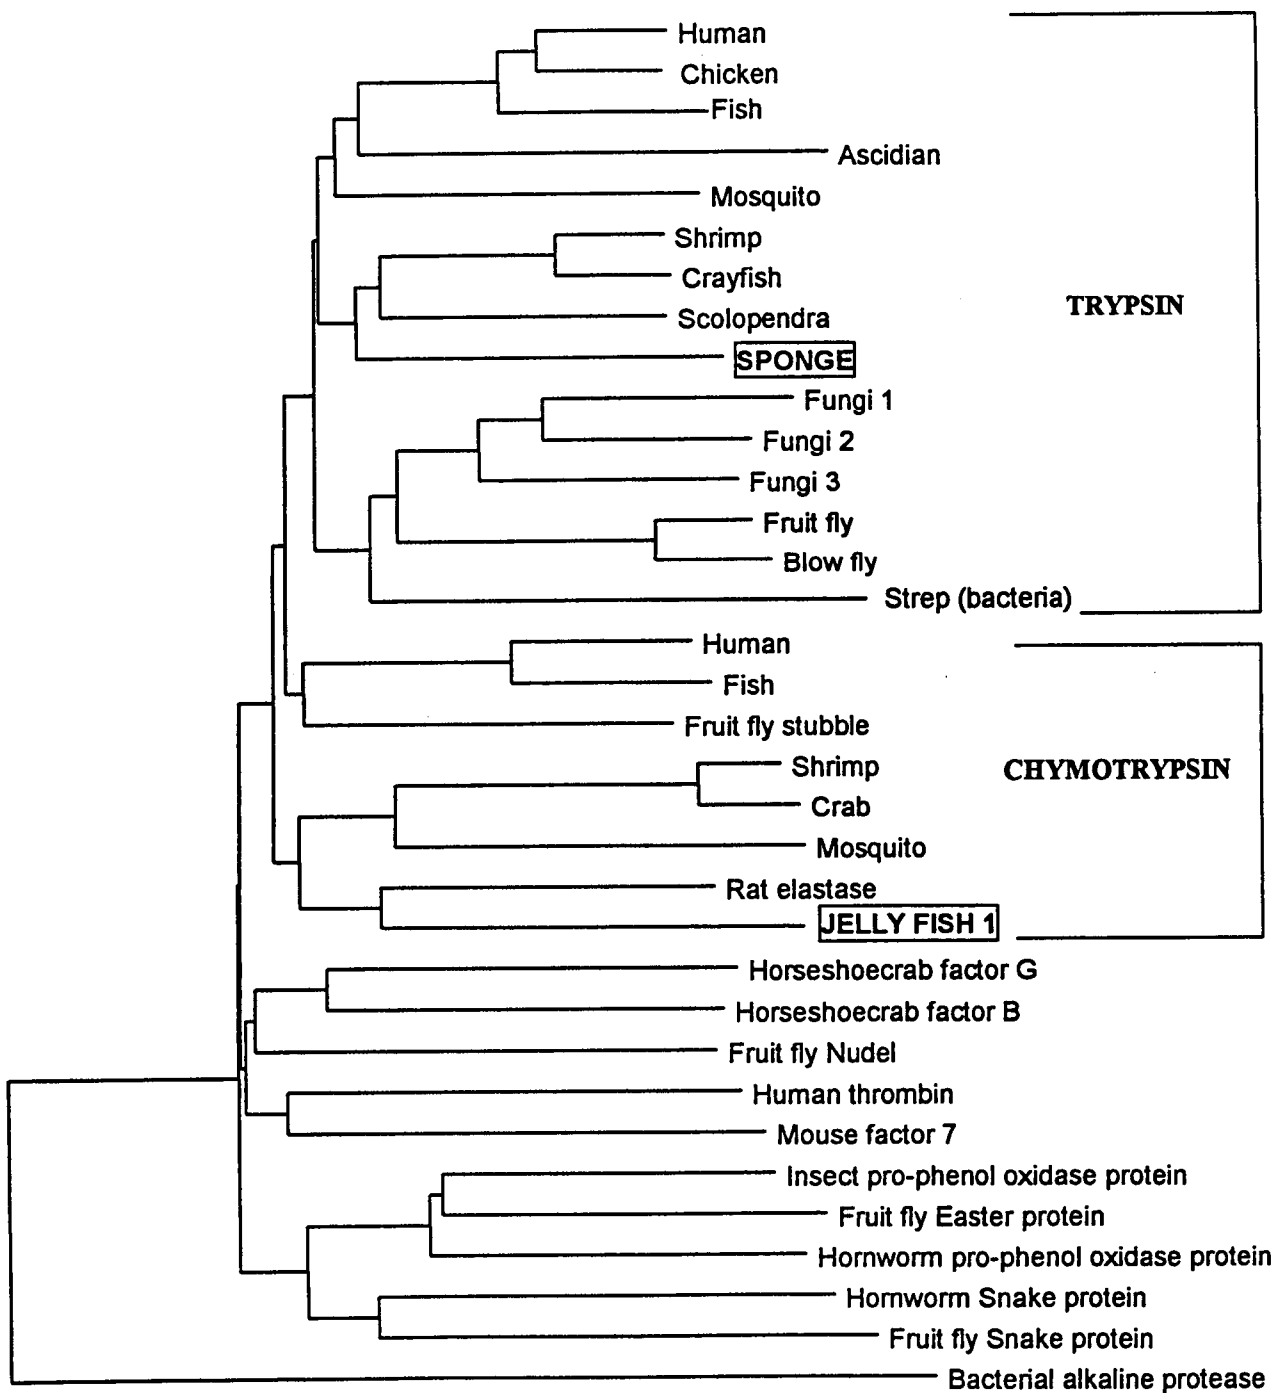 Human
Chicken
Fish
Ascidian
Mosquito
Shrimp
Crayfish
Scolopendra
TRYPSIN
SPONGE
Fungi 1
Fungi 2
Fungi 3
Fruit fly
Blow fly
Strep (bacteria)
Human
Fish
Fruit fly stubble
Shrimp
CHYMOTRYPSIN
Crab
Mosquito
Rat elastase
JELLY FISH 1
Horseshoecrab factor G
Horseshoecrab factor B
Fruit fly Nudel
Human thrombin
Mouse factor 7
Insect pro-phenol oxidase protein
Fruit fly Easter protein
Hornworm pro-phenol oxidase protein
Hornworm Snake protein
Fruit fly Snake protein
Bacterial alkaline protease